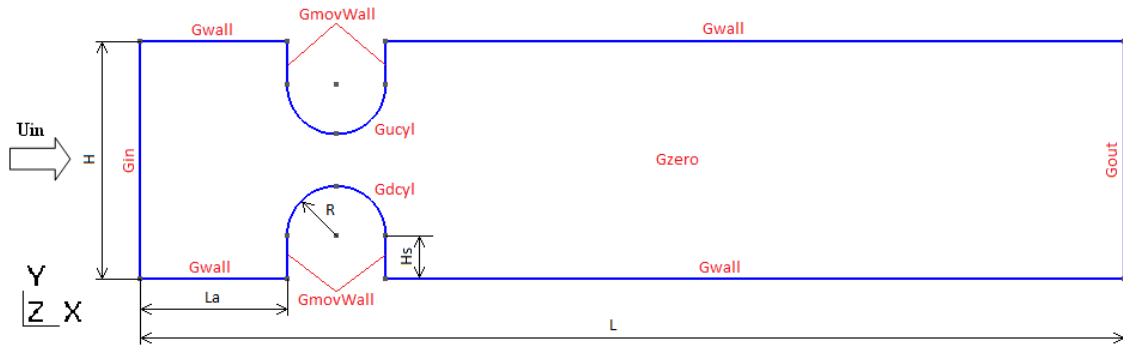 GmovWall
Gwall
Gwall
Uin
H
Gin
Gucyl
Gzero
Gout
Gdcyl
R
Hs
Gwall
Gwall
GmovWall
La
L
Y
Z X